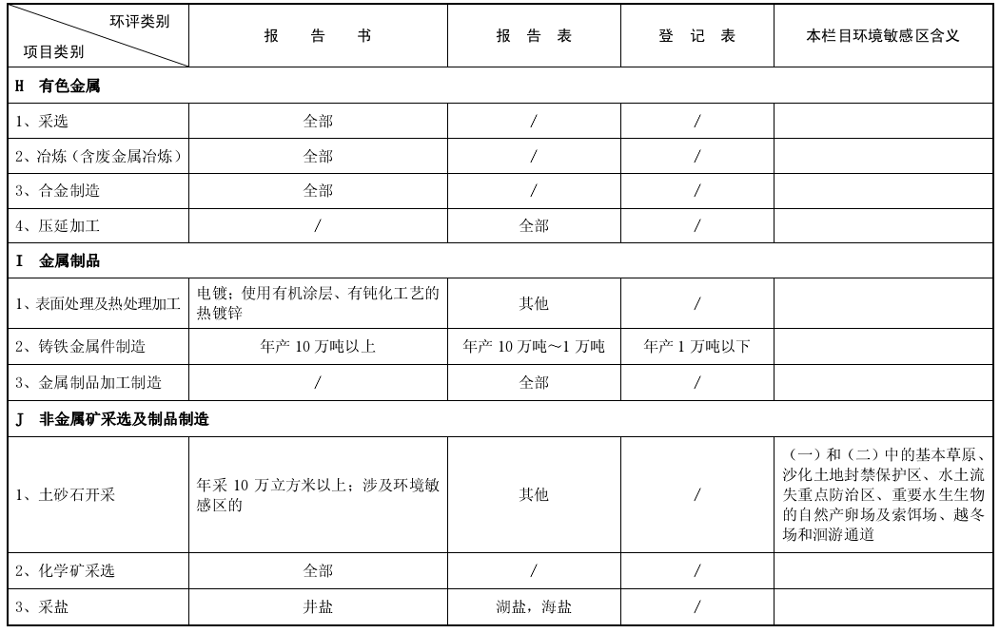 环评类别
项目类别
报 告 书
报 告 表
登 记 表
本栏目环境敏感区含义
H 有色金属
1、采选 全部 / /
2、冶炼（含废金属冶炼） 全部 / /
3、合金制造 全部 / /
4、压延加工 / 全部 /
I 金属制品
1、表面处理及热处理加工
电镀；使用有机涂层、有钝化工艺的
热镀锌
其他
/
2、铸铁金属件制造 年产 10 万吨以上 年产 10 万吨～1 万吨 年产 1 万吨以下
3、金属制品加工制造 / 全部 /
J 非金属矿采选及制品制造
1、土砂石开采
年采 10 万立方米以上；涉及环境敏
感区的
其他
/
（一）和（二）中的基本草原、
沙化土地封禁保护区、水土流
失重点防治区、重要水生生物
的自然产卵场及索饵场、越冬
场和洄游通道
2、化学矿采选 全部 / /
3、采盐 井盐 湖盐，海盐 /